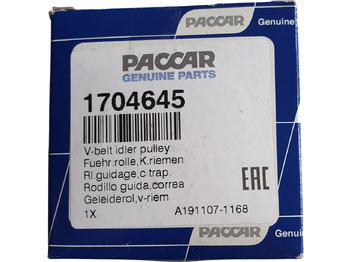 PACCAR
Genuine
PACCAR
GENUINE PARTS
1704645
V-belt idler pulley
Fuehr.rolle,K.riemen
Rl.guidage,c trap.
Rodillo guida,correa
Geleiderol,v-riem
EAC
1X
A191107-1168
PACCAR
Genuine